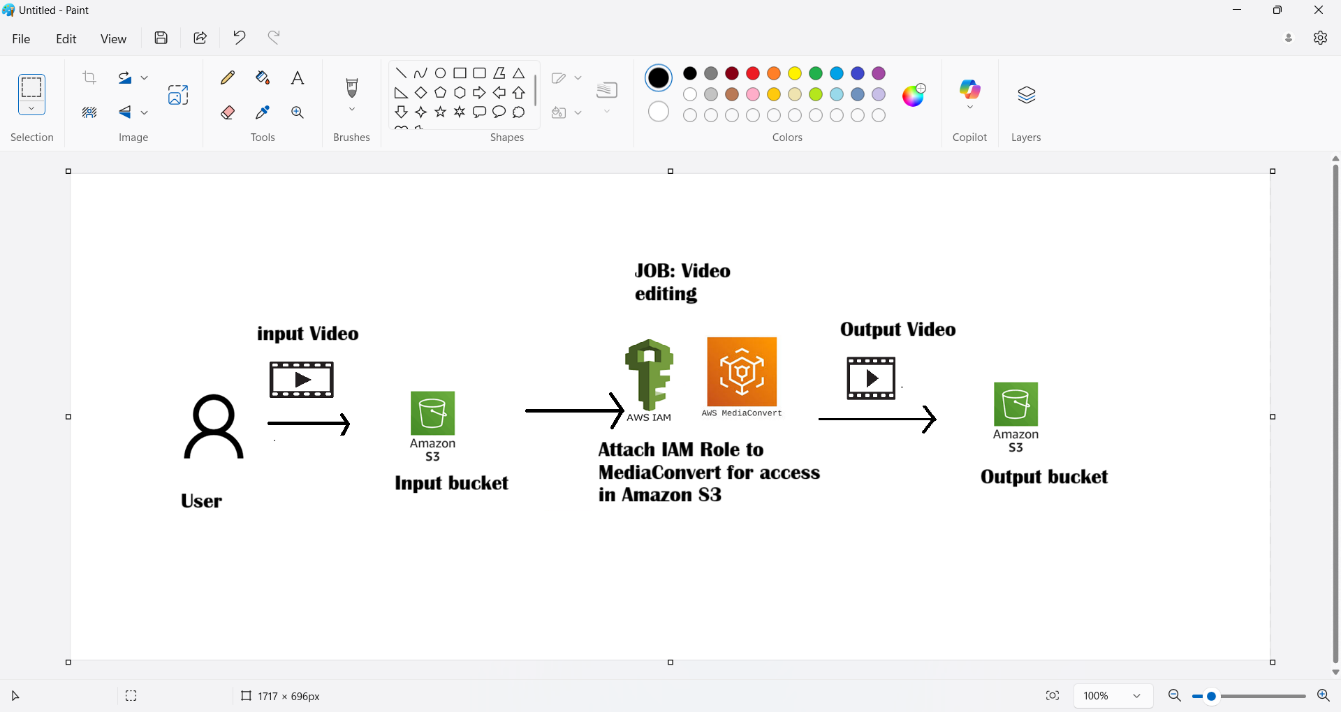 Untitled - Paint
File Edit View
Selection
Image
Tools
Brushes
Shapes
Colors
Copilot
Layers
JOB: Video
editing
input Video
Output Video
AWS IAM
AWS MediaConvert
Amazon
S3
Amazon
S3
Attach IAM Role to
MediaConvert for access
in Amazon S3
Input bucket
Output bucket
User
1717 × 696px
100%